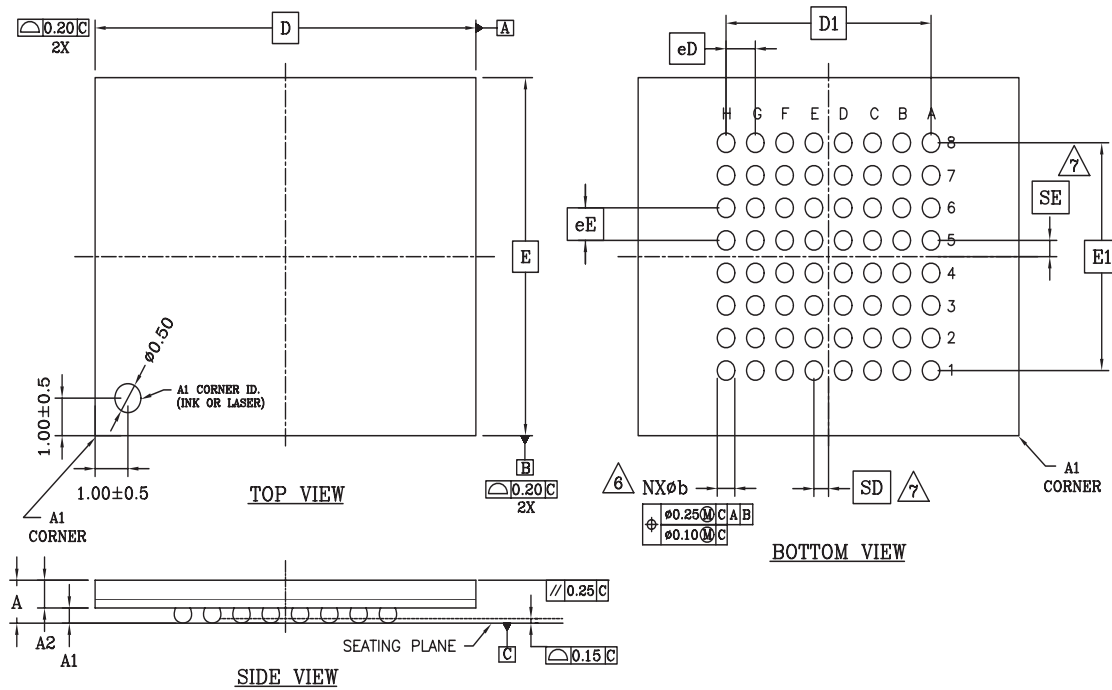 ⌓ 0.20 C
2X
D
A
E
B
⌓ 0.20 C
2X
ø0.50
A1 CORNER ID.
(INK OR LASER)
1.00±0.5
1.00±0.5
A1
CORNER
TOP VIEW
D1
eD
H G F E D C B A
8
7
6
5
4
3
2
1
7
SE
E1
eE
6
NXøb
⌖ ø0.25Ⓜ C A B
ø0.10Ⓜ C
SD
7
A1
CORNER
BOTTOM VIEW
A
A2
A1
// 0.25 C
SEATING PLANE
C
⌓ 0.15 C
SIDE VIEW